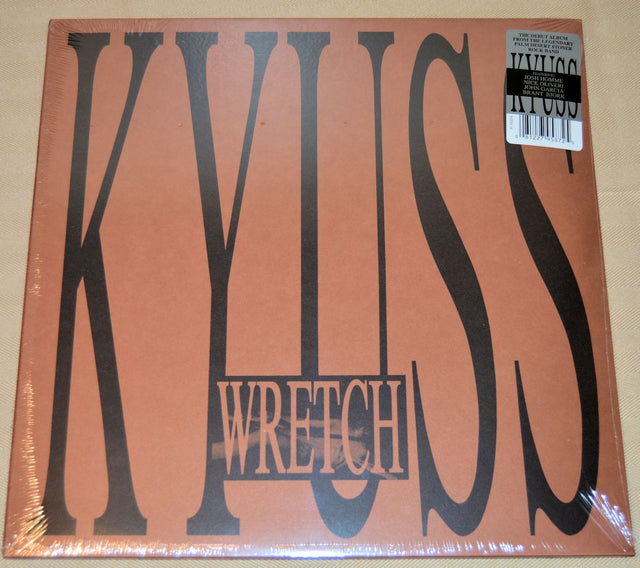 KYUSS
WRETCH
THE DEBUT ALBUM
FROM THE LEGENDARY
PALM DESERT STONER
ROCK BAND
KYUSS
Featuring:
JOSH HOMME
NICK OLIVERI
JOHN GARCIA
BRANT BJORK